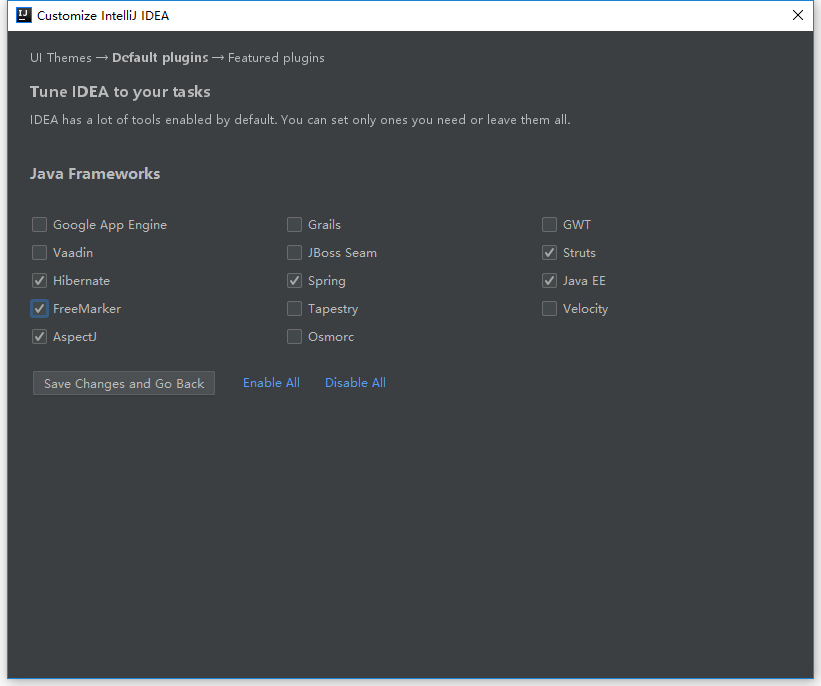 IJ Customize IntelliJ IDEA
UI Themes → Default plugins → Featured plugins
Tune IDEA to your tasks
IDEA has a lot of tools enabled by default. You can set only ones you need or leave them all.
Java Frameworks
Google App Engine Grails GWT
Vaadin JBoss Seam Struts
Hibernate Spring Java EE
FreeMarker Tapestry Velocity
AspectJ Osmorc
Save Changes and Go Back Enable All Disable All